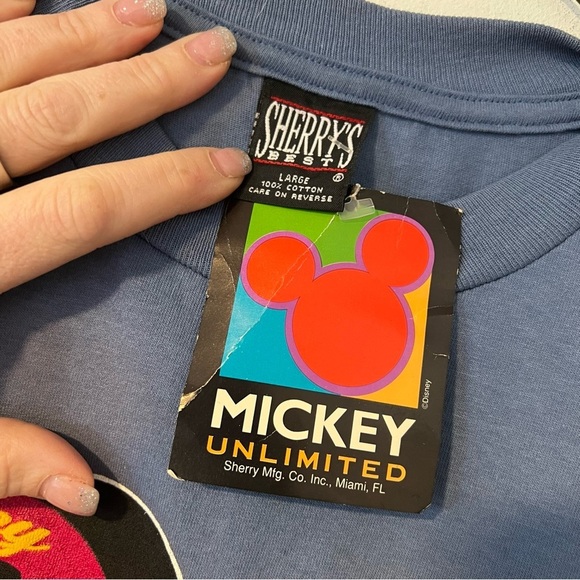 SHERRY'S
BEST
®
LARGE
100% COTTON
CARE ON REVERSE
©Disney
MICKEY
UNLIMITED
Sherry Mfg. Co. Inc., Miami, FL